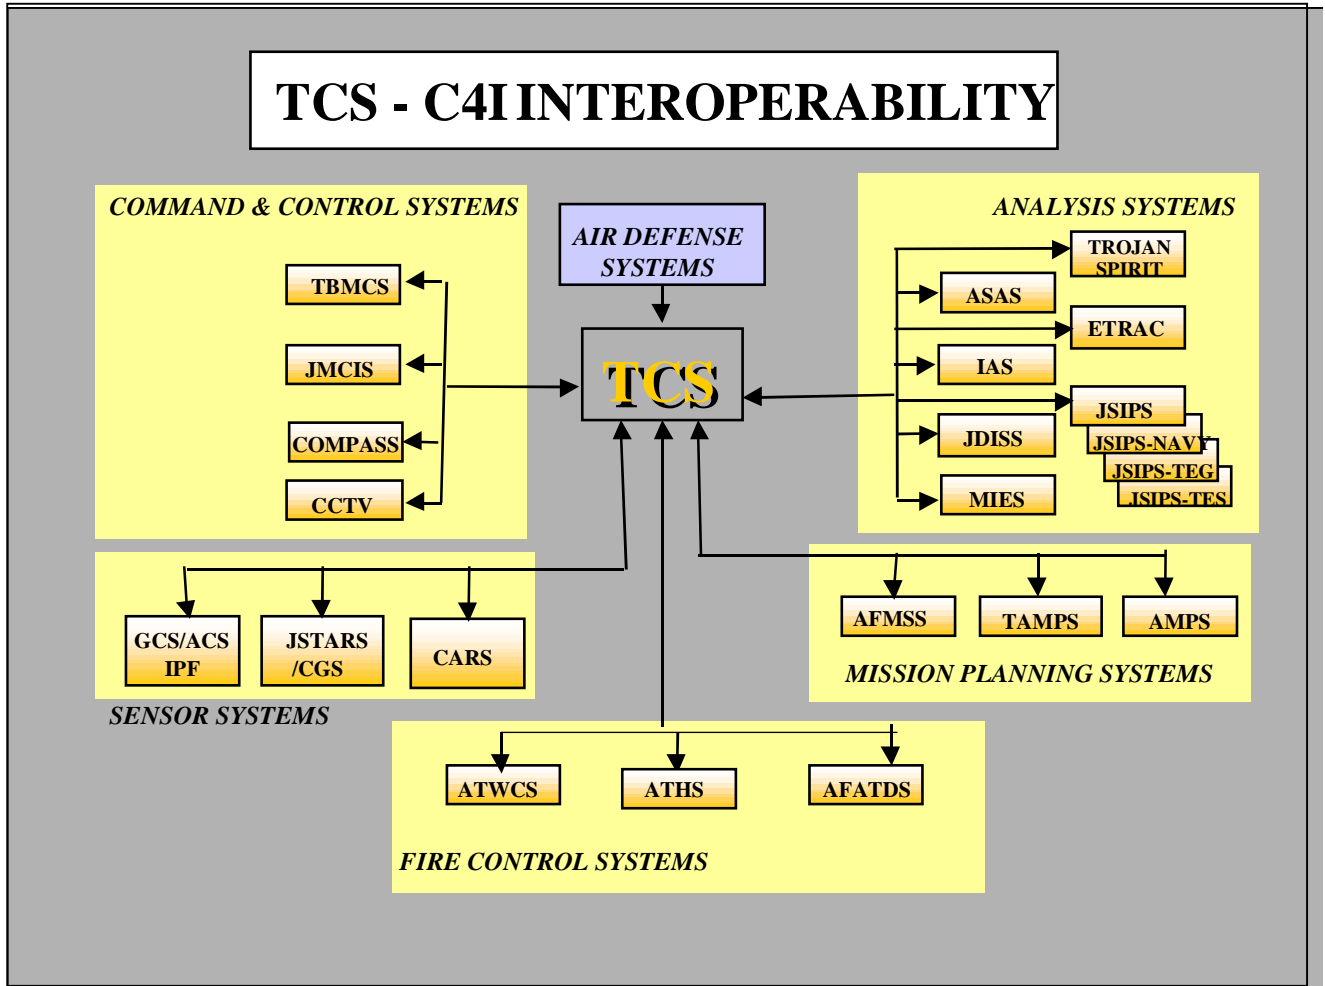 TCS - C4I INTEROPERABILITY
COMMAND & CONTROL SYSTEMS
TBMCS
JMCIS
COMPASS
CCTV
AIR DEFENSE
SYSTEMS
TCS
ANALYSIS SYSTEMS
TROJAN
SPIRIT
ASAS
ETRAC
IAS
JSIPS
JSIPS-NAVY
JSIPS-TEG
JSIPS-TES
JDISS
MIES
GCS/ACS
IPF
JSTARS
/CGS
CARS
SENSOR SYSTEMS
AFMSS
TAMPS
AMPS
MISSION PLANNING SYSTEMS
ATWCS
ATHS
AFATDS
FIRE CONTROL SYSTEMS